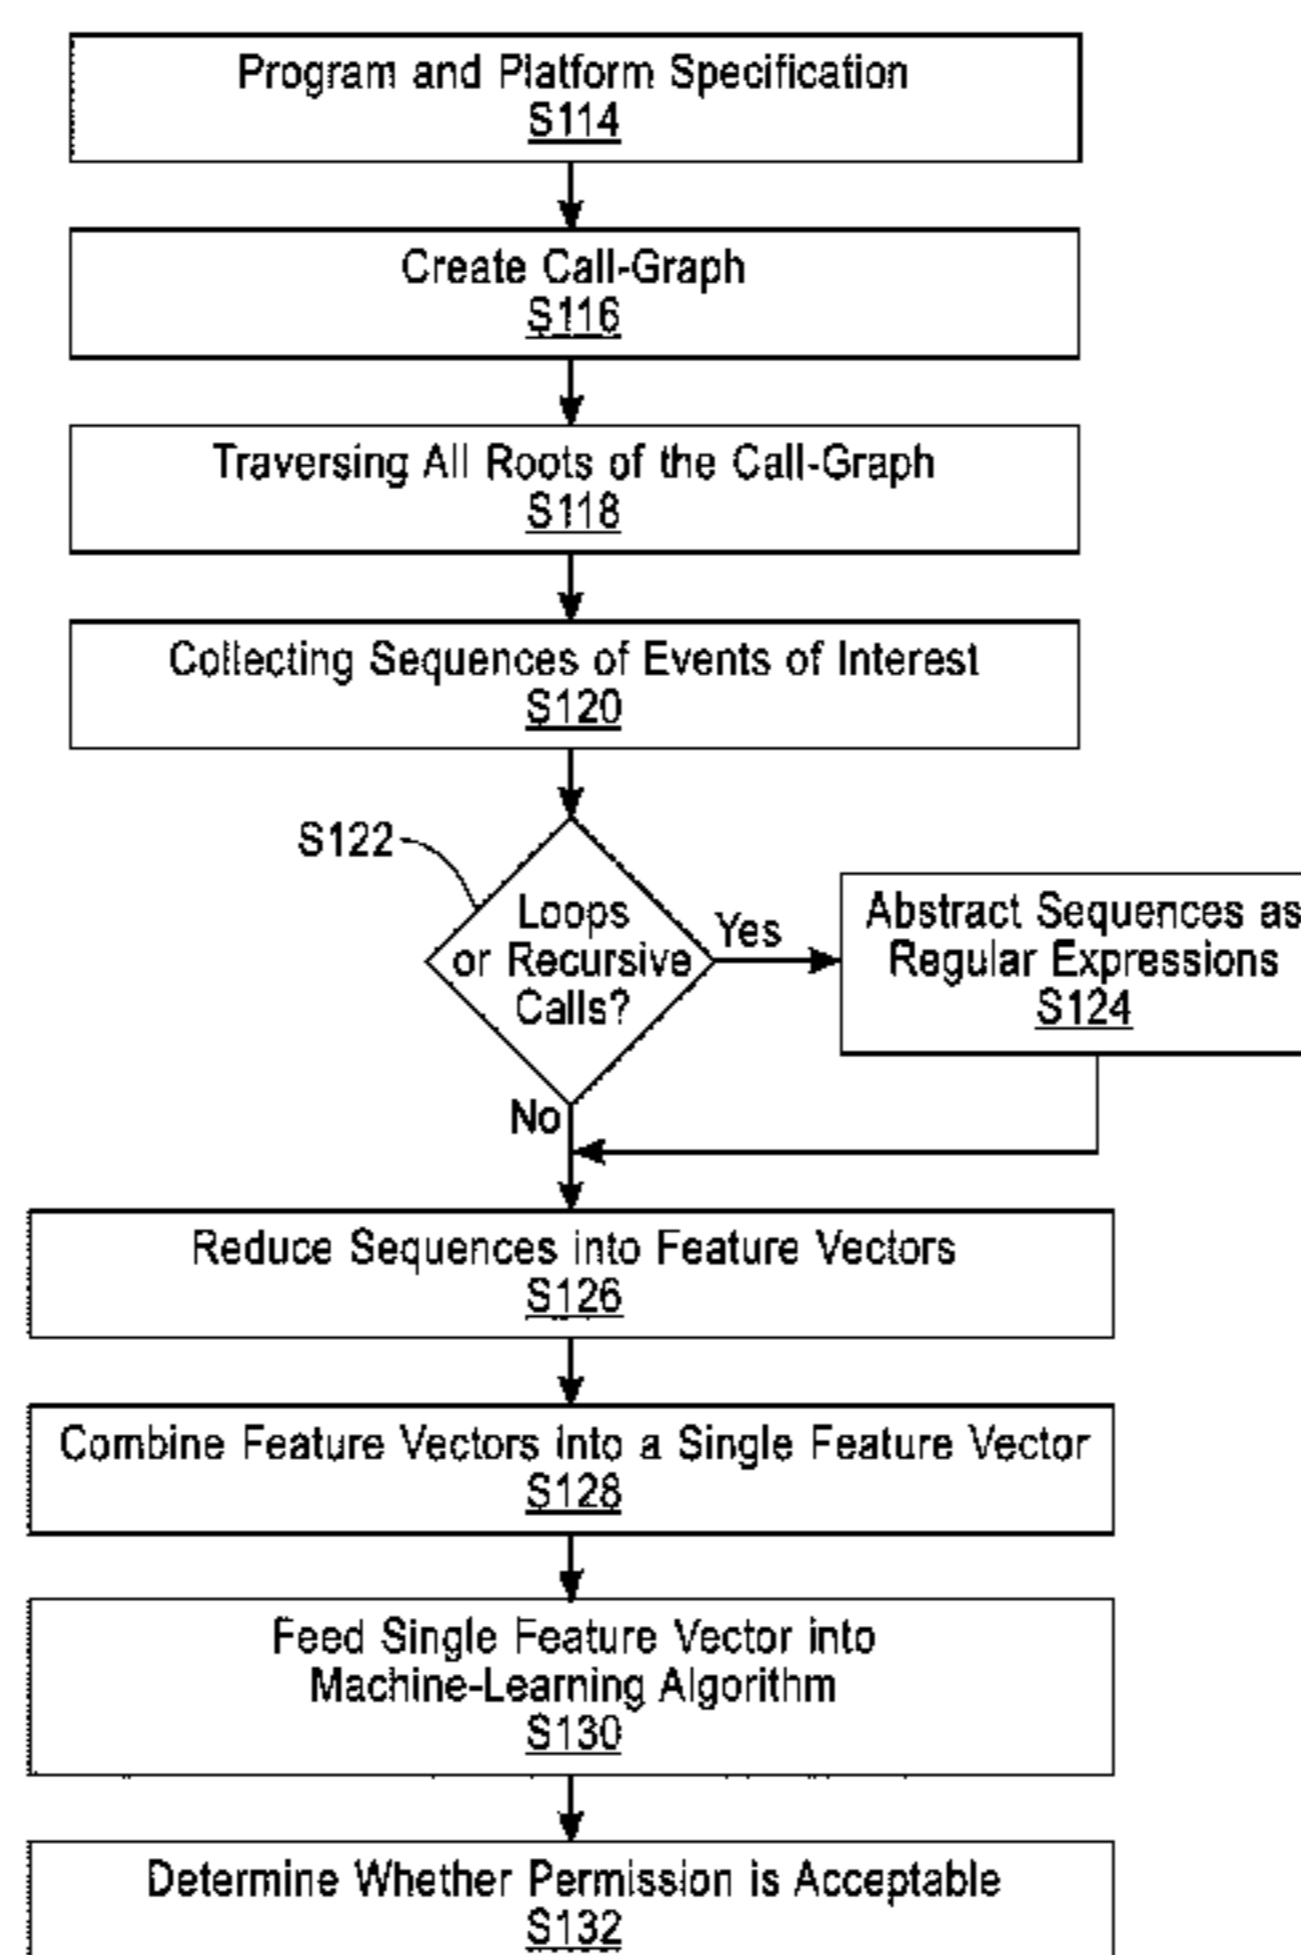 Program and Platform Specification
S114
Create Call-Graph
S116
Traversing All Roots of the Call-Graph
S118
Collecting Sequences of Events of Interest
S120
S122
Loops
or Recursive
Calls?
Yes
Abstract Sequences as
Regular Expressions
S124
No
Reduce Sequences into Feature Vectors
S126
Combine Feature Vectors Into a Single Feature Vector
S128
Feed Single Feature Vector into
Machine-Learning Algorithm
S130
Determine Whether Permission is Acceptable
S132